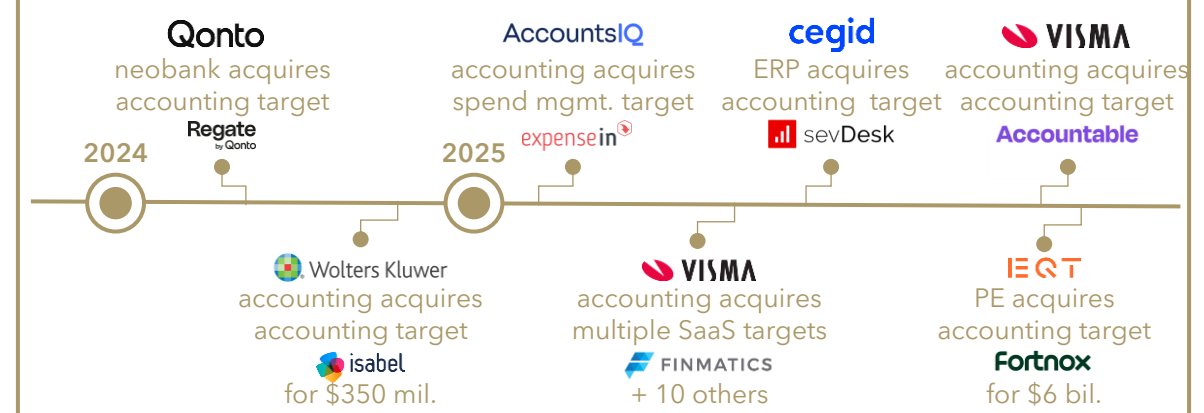 Qonto
neobank acquires
accounting target
Regate
by Qonto
AccountsIQ
accounting acquires
spend mgmt. target
expensein
cegid
ERP acquires
accounting target
sevDesk
VISMA
accounting acquires
accounting target
Accountable
2024
2025
Wolters Kluwer
accounting acquires
accounting target
isabel
for $350 mil.
VISMA
accounting acquires
multiple SaaS targets
FINMATICS
+ 10 others
EQT
PE acquires
accounting target
Fortnox
for $6 bil.